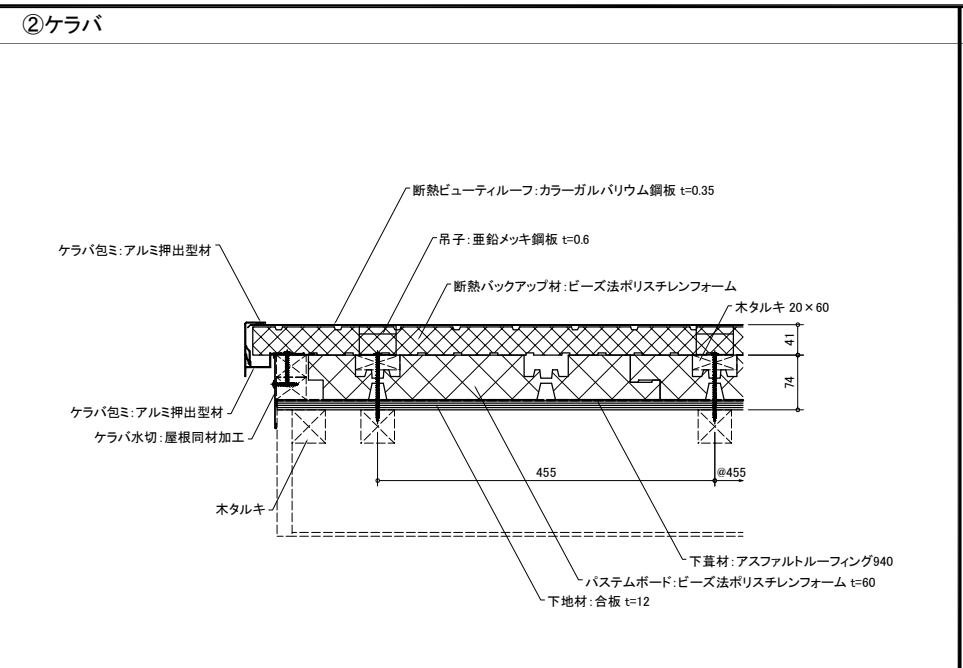 ②ケラバ
断熱ビューティルーフ:カラーガルバリウム鋼板 t=0.35
吊子:亜鉛メッキ鋼板 t=0.6
ケラバ包ミ:アルミ押出型材
断熱バックアップ材:ビーズ法ポリスチレンフォーム
木タルキ 20×60
41
74
ケラバ包ミ:アルミ押出型材
ケラバ水切:屋根同材加工
455
@455
木タルキ
下葺材:アスファルトルーフィング940
パステムボード:ビーズ法ポリスチレンフォーム t=60
下地材:合板 t=12